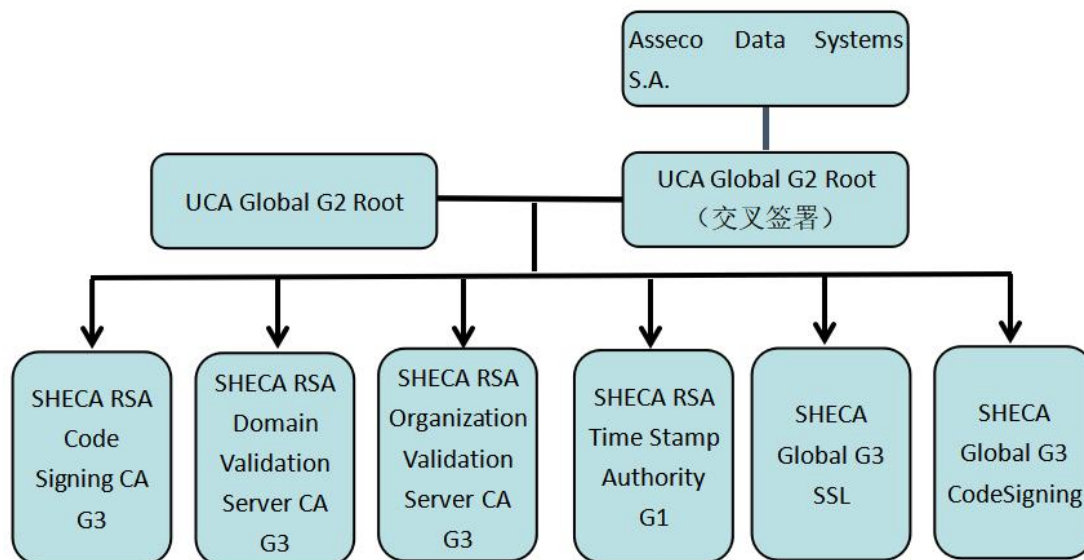 Asseco Data Systems
S.A.
UCA Global G2 Root
UCA Global G2 Root
（交叉签署）
SHECA RSA
Code
Signing CA
G3
SHECA RSA
Domain
Validation
Server CA
G3
SHECA RSA
Organization
Validation
Server CA
G3
SHECA RSA
Time Stamp
Authority
G1
SHECA
Global G3
SSL
SHECA
Global G3
CodeSigning